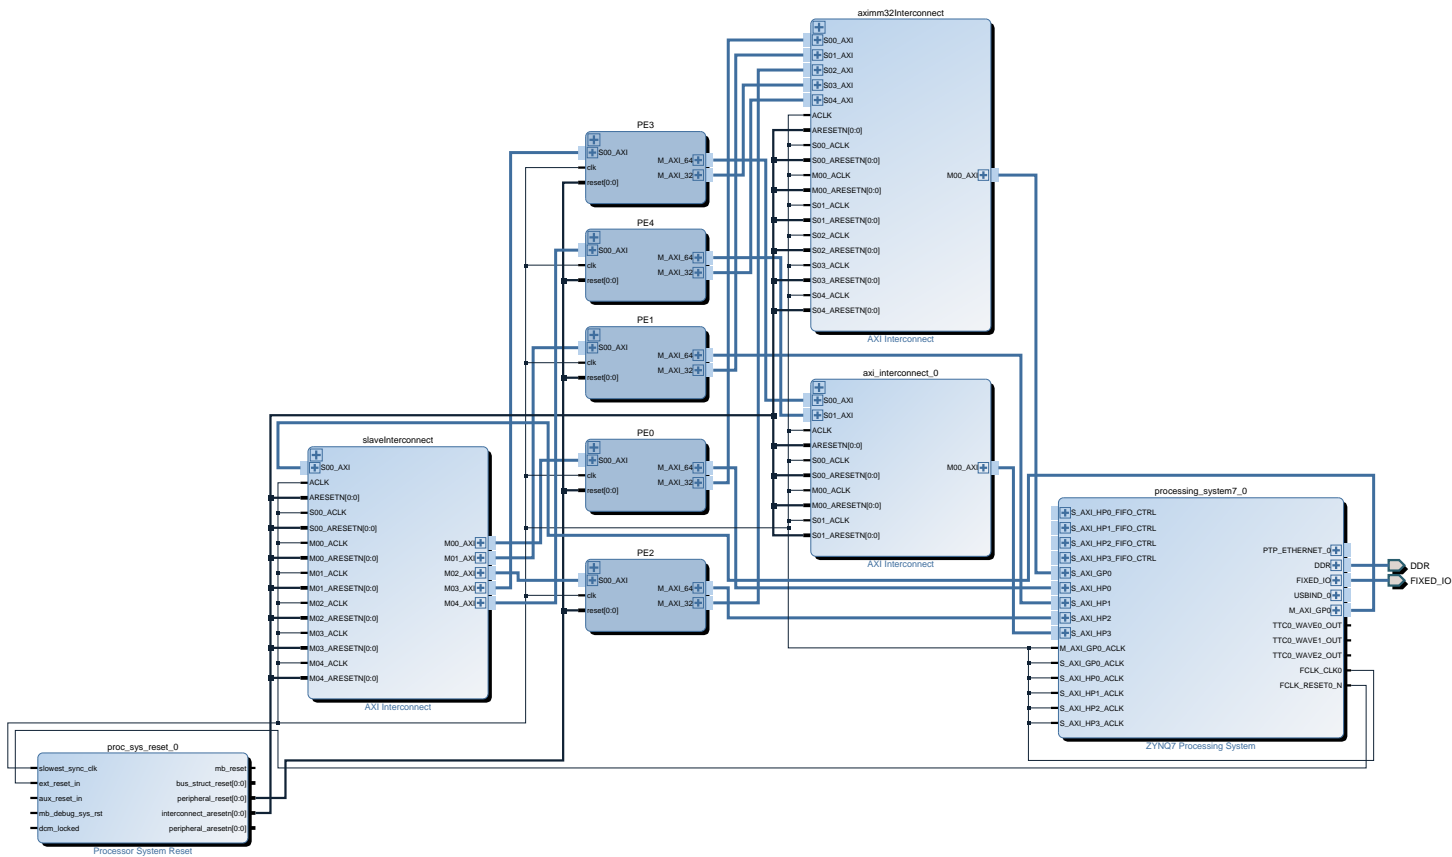 aximm32Interconnect
S00_AXI
S01_AXI
S02_AXI
S03_AXI
S04_AXI
ACLK
ARESETN[0:0]
S00_ACLK
S00_ARESETN[0:0]
M00_ACLK
M00_ARESETN[0:0]
S01_ACLK
S01_ARESETN[0:0]
S02_ACLK
S02_ARESETN[0:0]
S03_ACLK
S03_ARESETN[0:0]
S04_ACLK
S04_ARESETN[0:0]
M00_AXI
AXI Interconnect
PE3
S00_AXI
clk
reset[0:0]
M_AXI_64
M_AXI_32
PE4
S00_AXI
clk
reset[0:0]
M_AXI_64
M_AXI_32
PE1
S00_AXI
clk
reset[0:0]
M_AXI_64
M_AXI_32
axi_interconnect_0
S00_AXI
S01_AXI
ACLK
ARESETN[0:0]
S00_ACLK
S00_ARESETN[0:0]
M00_ACLK
M00_ARESETN[0:0]
S01_ACLK
S01_ARESETN[0:0]
M00_AXI
AXI Interconnect
PE0
S00_AXI
clk
reset[0:0]
M_AXI_64
M_AXI_32
PE2
S00_AXI
clk
reset[0:0]
M_AXI_64
M_AXI_32
slaveInterconnect
S00_AXI
ACLK
ARESETN[0:0]
S00_ACLK
S00_ARESETN[0:0]
M00_ACLK
M00_ARESETN[0:0]
M01_ACLK
M01_ARESETN[0:0]
M02_ACLK
M02_ARESETN[0:0]
M03_ACLK
M03_ARESETN[0:0]
M04_ACLK
M04_ARESETN[0:0]
M00_AXI
M01_AXI
M02_AXI
M03_AXI
M04_AXI
AXI Interconnect
processing_system7_0
S_AXI_HP0_FIFO_CTRL
S_AXI_HP1_FIFO_CTRL
S_AXI_HP2_FIFO_CTRL
S_AXI_HP3_FIFO_CTRL
S_AXI_GP0
S_AXI_HP0
S_AXI_HP1
S_AXI_HP2
S_AXI_HP3
M_AXI_GP0_ACLK
S_AXI_GP0_ACLK
S_AXI_HP0_ACLK
S_AXI_HP1_ACLK
S_AXI_HP2_ACLK
S_AXI_HP3_ACLK
PTP_ETHERNET_0
DDR
FIXED_IO
USBIND_0
M_AXI_GP0
TTC0_WAVE0_OUT
TTC0_WAVE1_OUT
TTC0_WAVE2_OUT
FCLK_CLK0
FCLK_RESET0_N
ZYNQ7 Processing System
DDR
FIXED_IO
proc_sys_reset_0
slowest_sync_clk
ext_reset_in
aux_reset_in
mb_debug_sys_rst
dcm_locked
mb_reset
bus_struct_reset[0:0]
peripheral_reset[0:0]
interconnect_aresetn[0:0]
peripheral_aresetn[0:0]
Processor System Reset